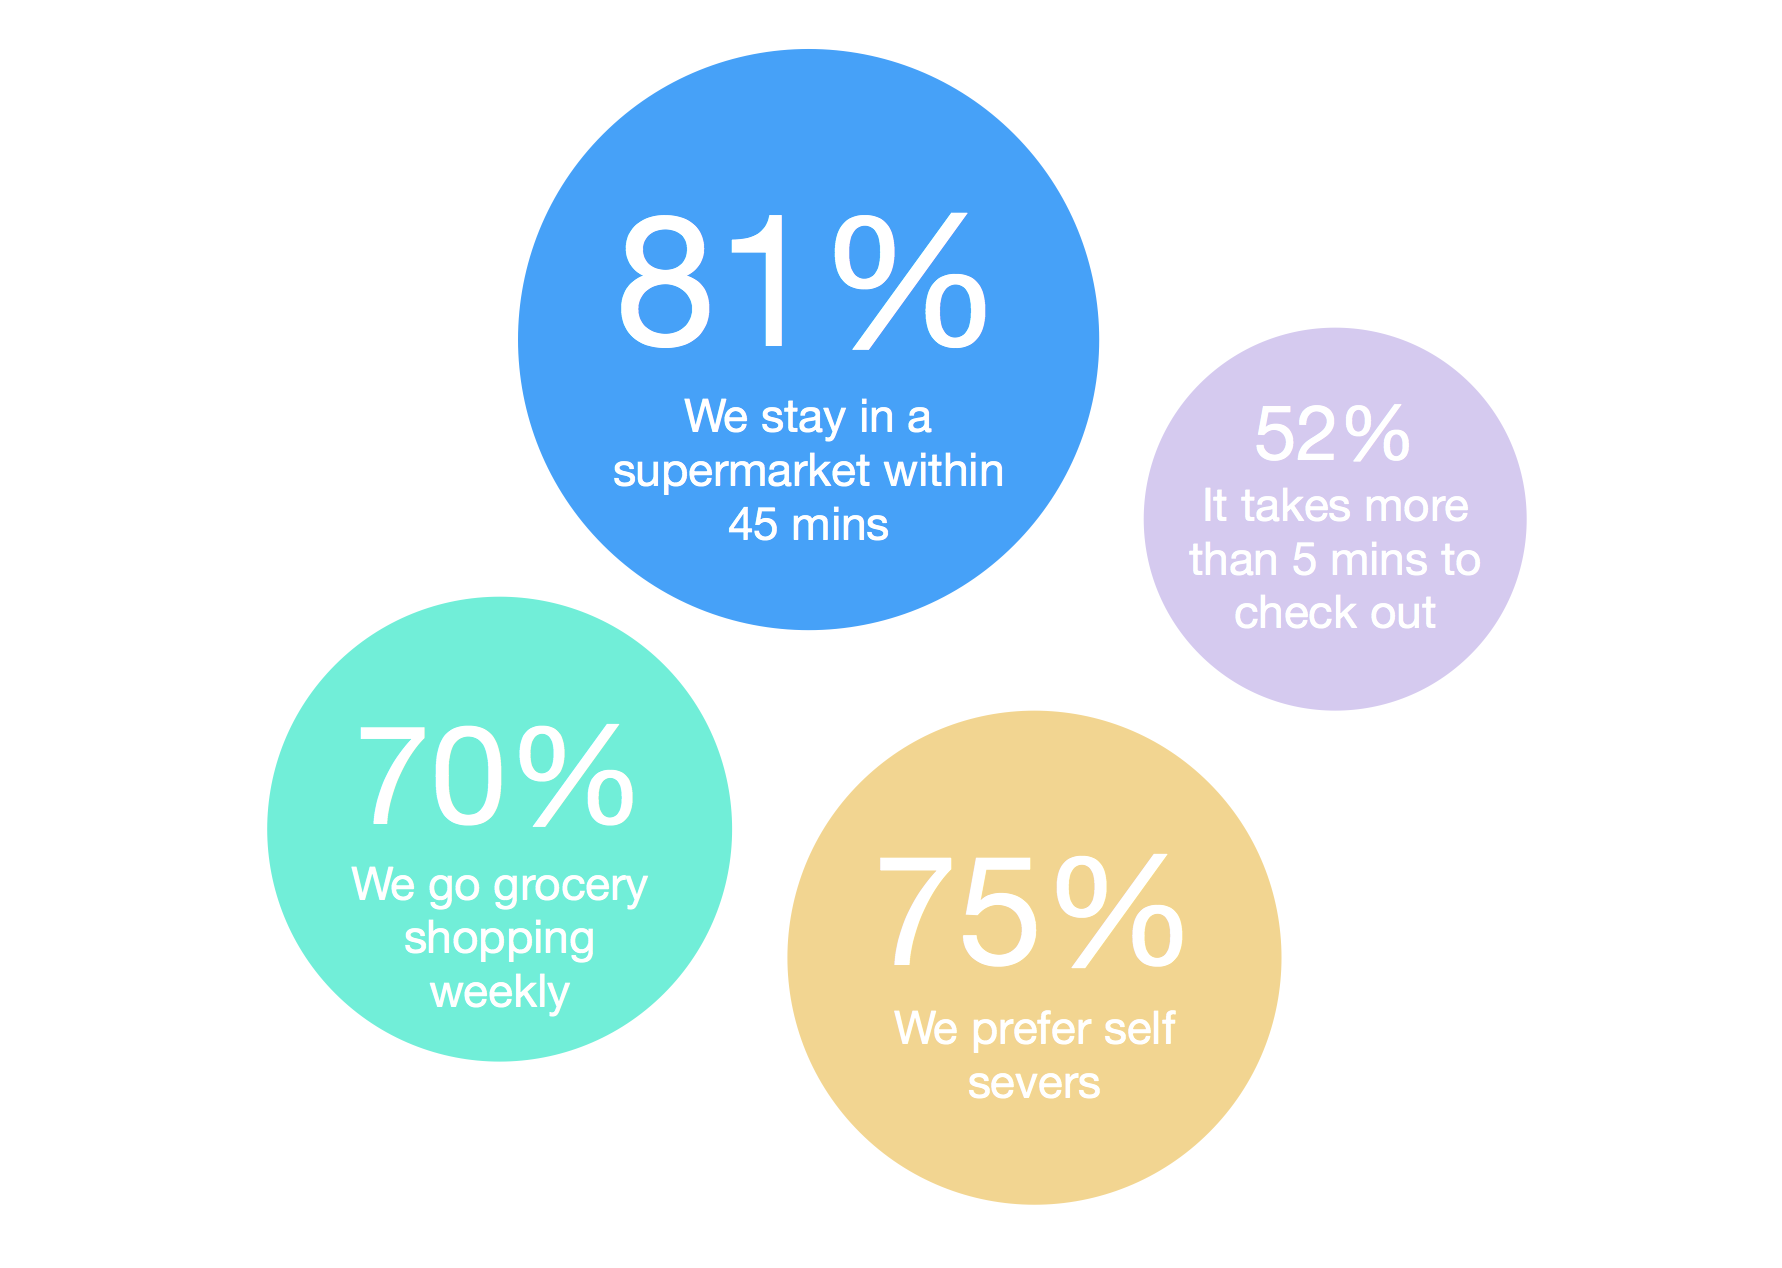 81%
We stay in a
supermarket within
45 mins
52%
It takes more
than 5 mins to
check out
70%
We go grocery
shopping
weekly
75%
We prefer self
severs